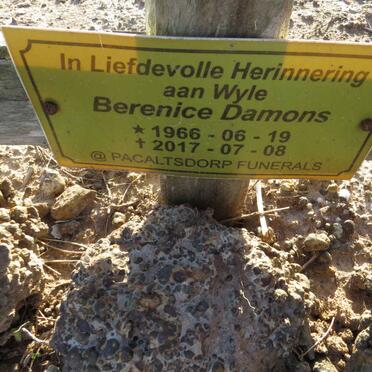 In Liefdevolle Herinnering
aan Wyle
Berenice Damons
★ 1966 - 06 - 19
✝ 2017 - 07 - 08
@ PACALTSDORP FUNERALS